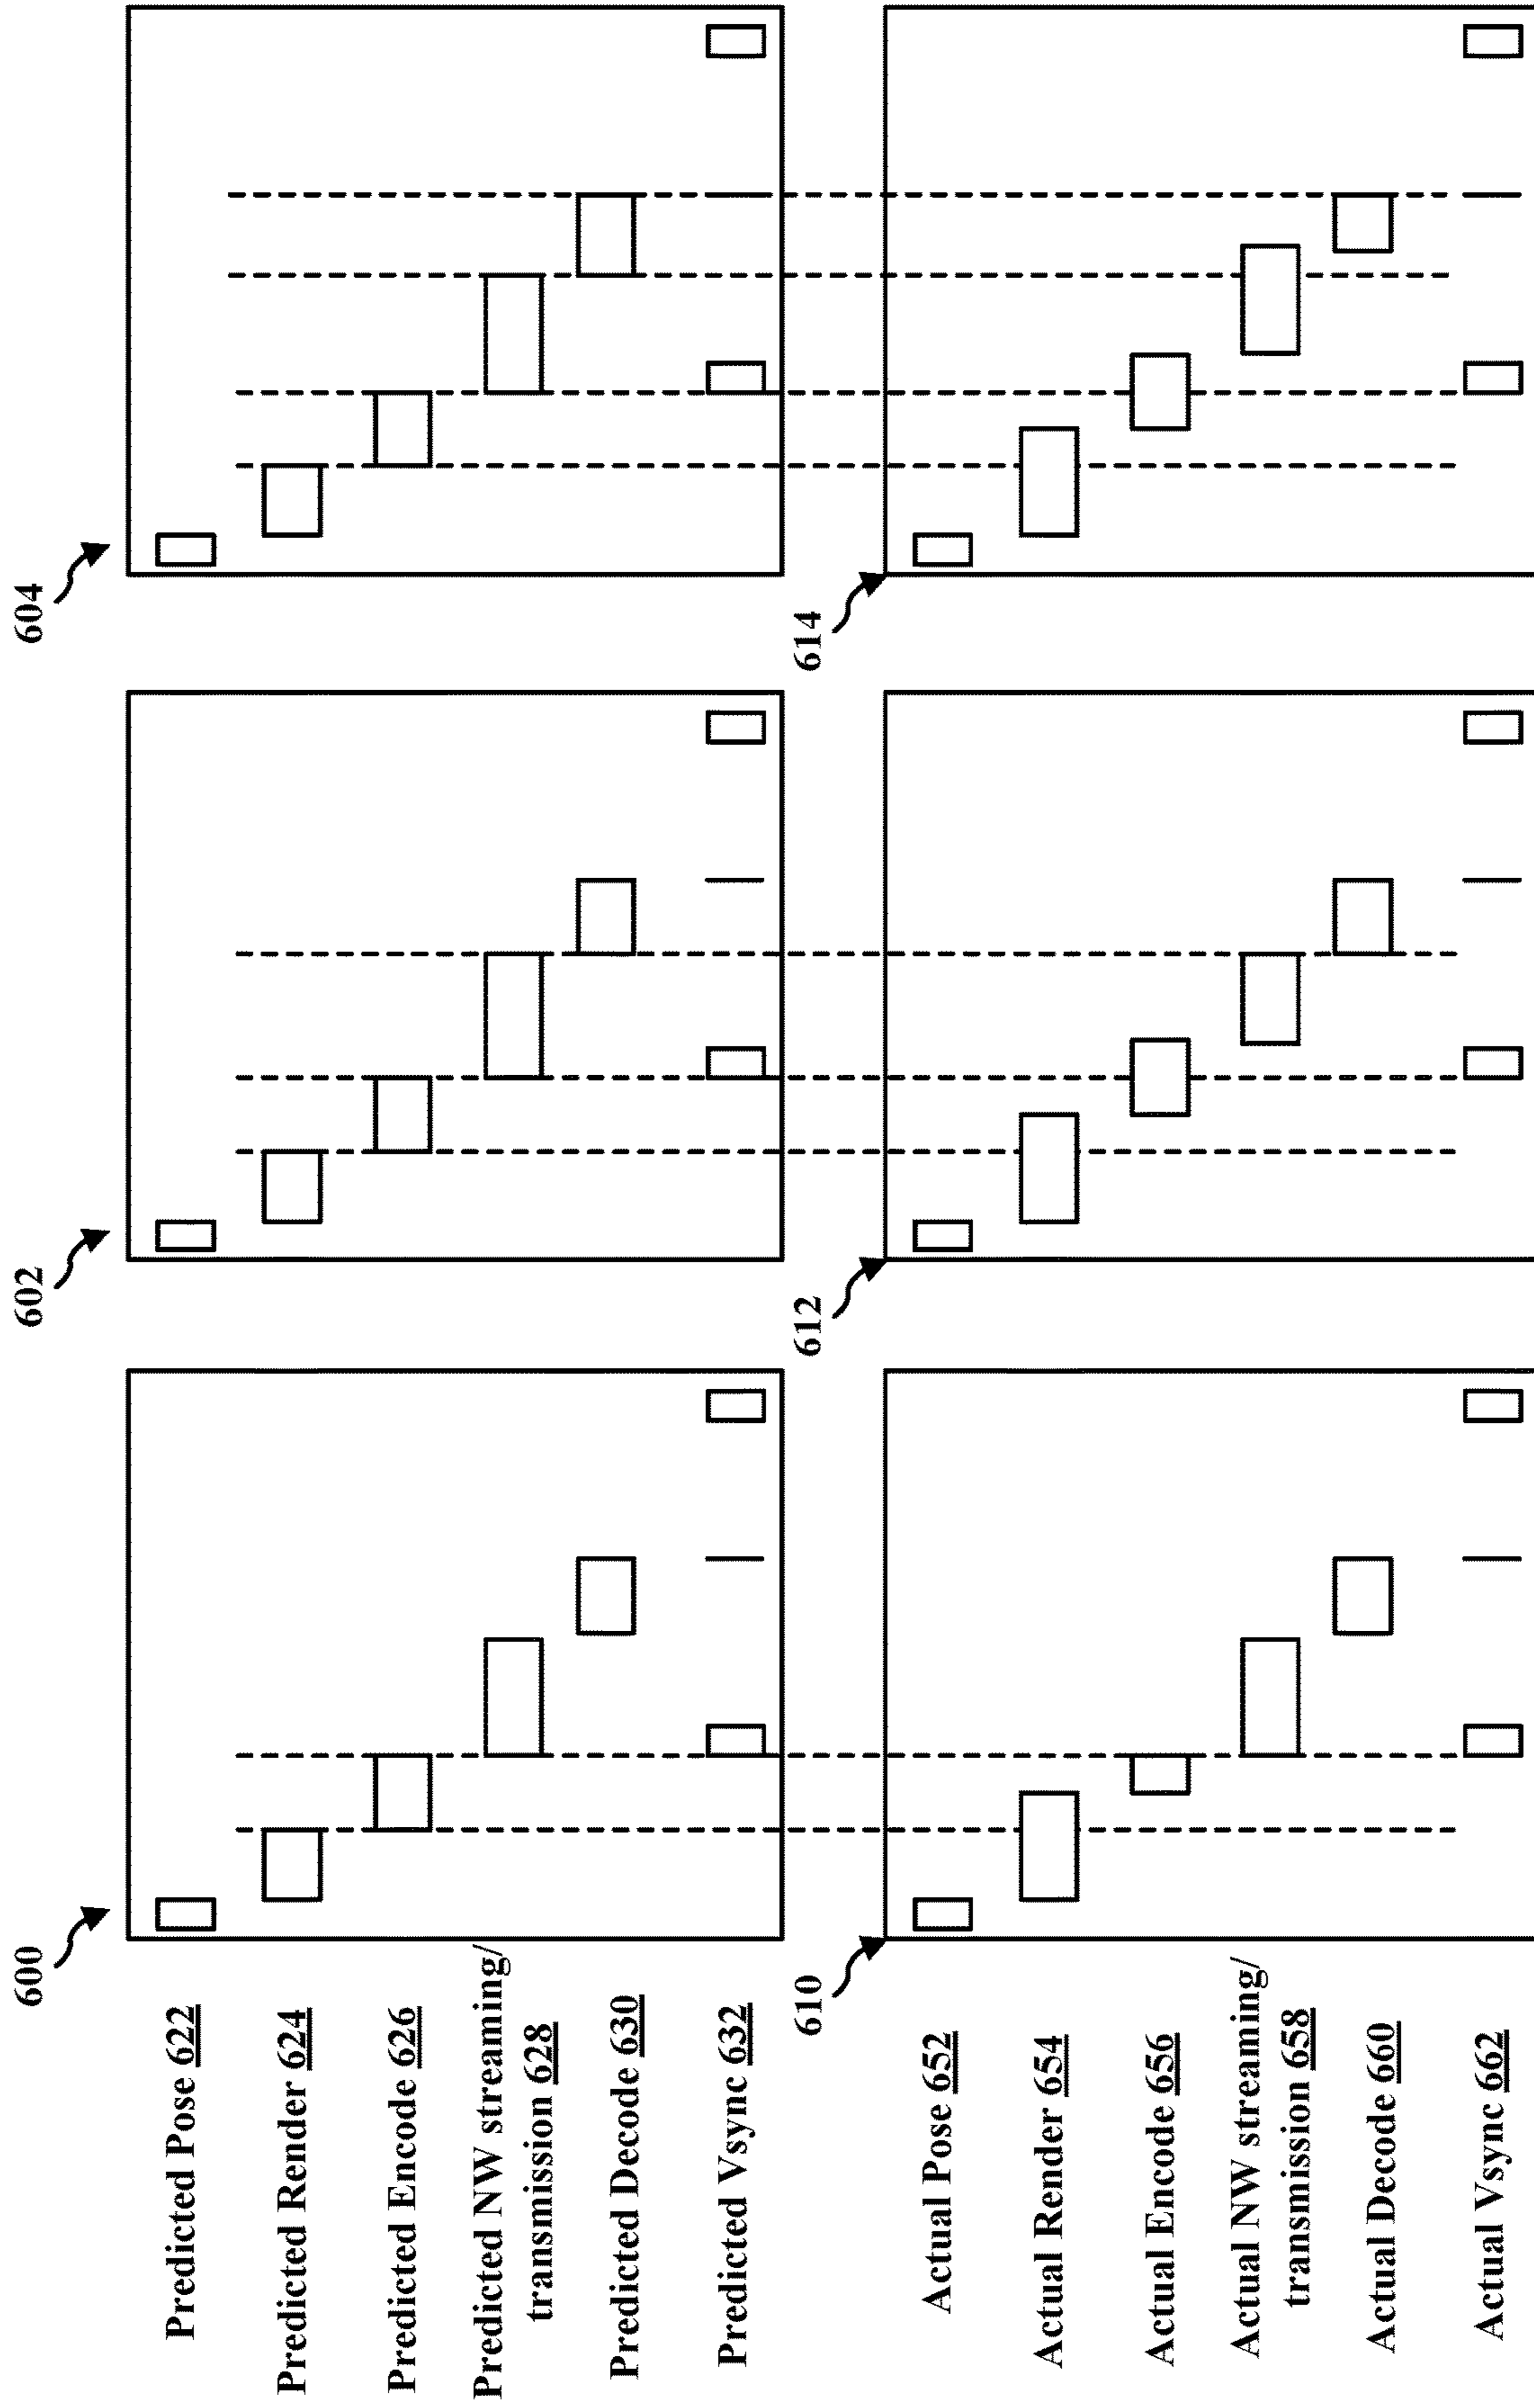 600
602
604
Predicted Pose 622
Predicted Render 624
Predicted Encode 626
Predicted NW streaming/
transmission 628
Predicted Decode 630
Predicted Vsync 632
610
612
614
Actual Pose 652
Actual Render 654
Actual Encode 656
Actual NW streaming/
transmission 658
Actual Decode 660
Actual Vsync 662